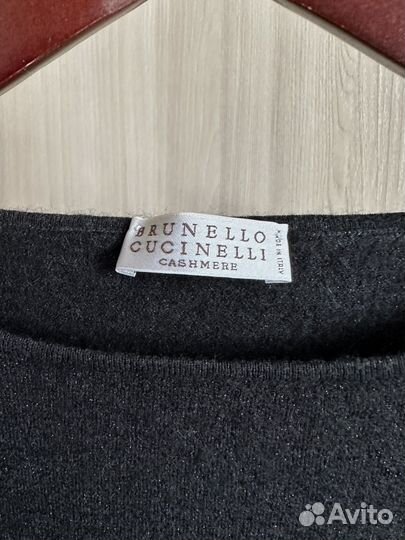 BRUNELLO
CUCINELLI
CASHMERE
MADE IN ITALY
Avito